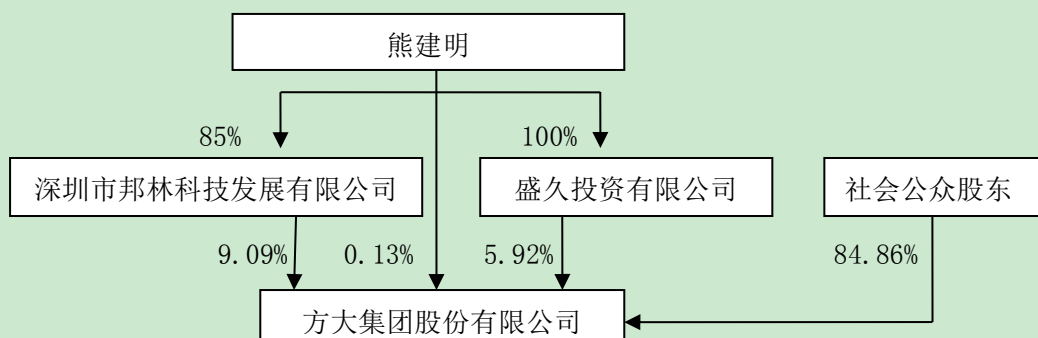 熊建明
85%
100%
深圳市邦林科技发展有限公司
盛久投资有限公司
社会公众股东
9.09%
0.13%
5.92%
84.86%
方大集团股份有限公司